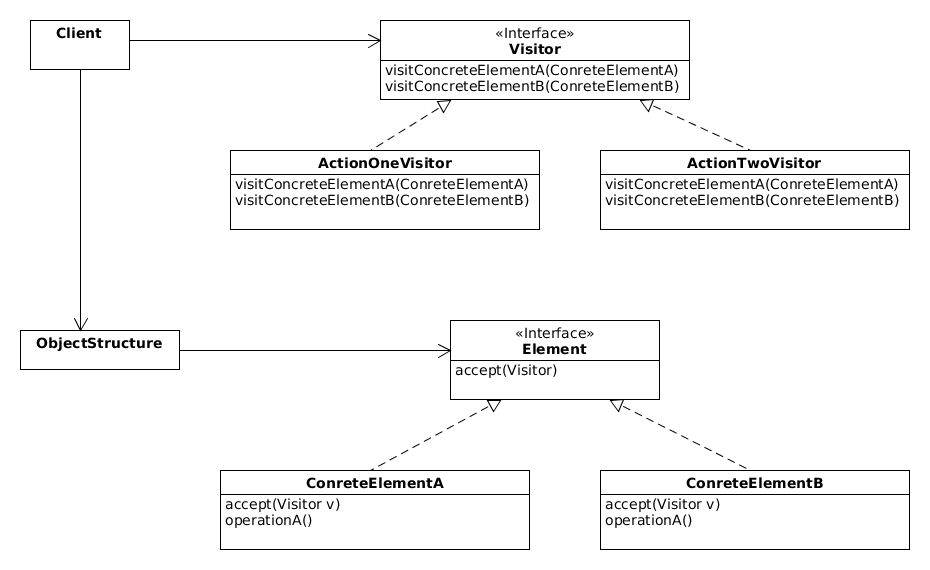 Client
«Interface»
Visitor
visitConcreteElementA(ConreteElementA)
visitConcreteElementB(ConreteElementB)
ActionOneVisitor
visitConcreteElementA(ConreteElementA)
visitConcreteElementB(ConreteElementB)
ActionTwoVisitor
visitConcreteElementA(ConreteElementA)
visitConcreteElementB(ConreteElementB)
ObjectStructure
«Interface»
Element
accept(Visitor)
ConreteElementA
accept(Visitor v)
operationA()
ConreteElementB
accept(Visitor v)
operationA()